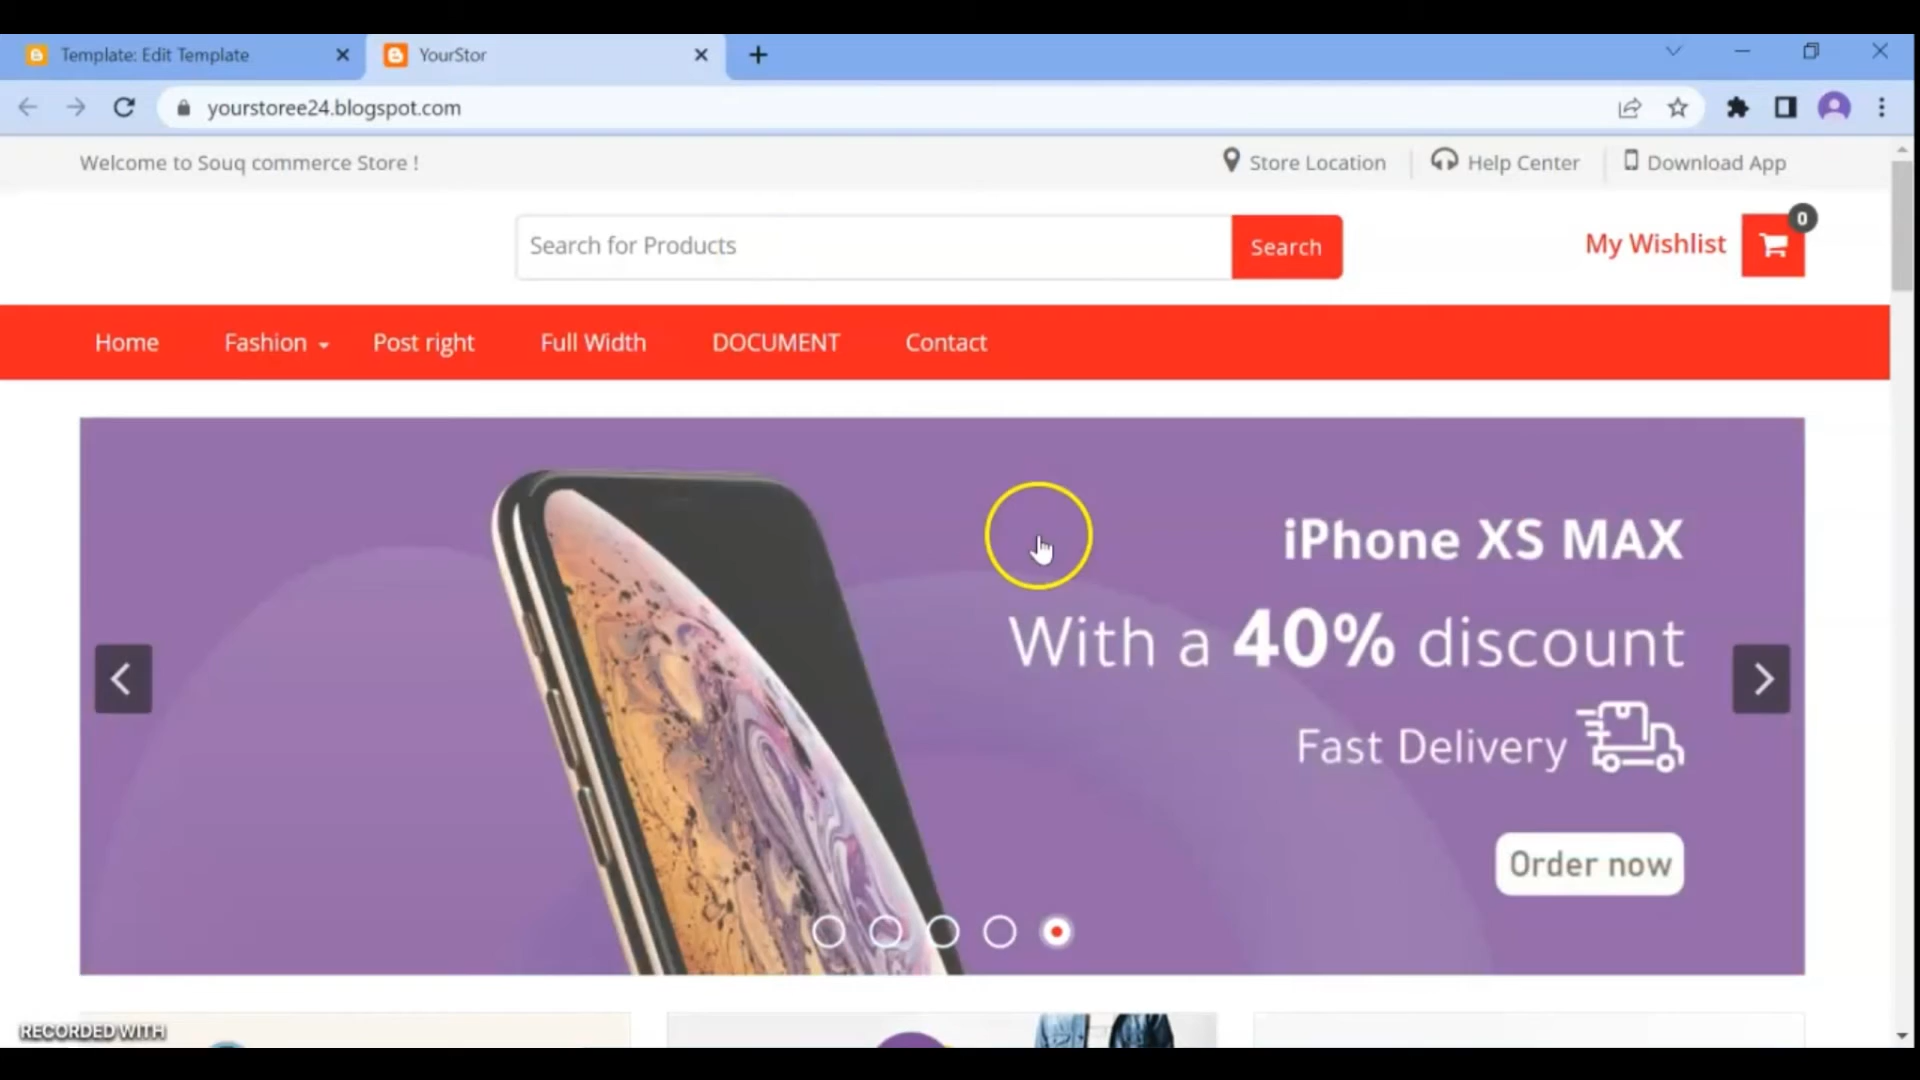 Template: Edit Template
YourStor
yourstoree24.blogspot.com
Welcome to Souq commerce Store !
Store Location
Help Center
Download App
Search for Products
Search
My Wishlist
0
Home
Fashion
Post right
Full Width
DOCUMENT
Contact
iPhone XS MAX
With a 40% discount
Fast Delivery
Order now
RECORDED WITH